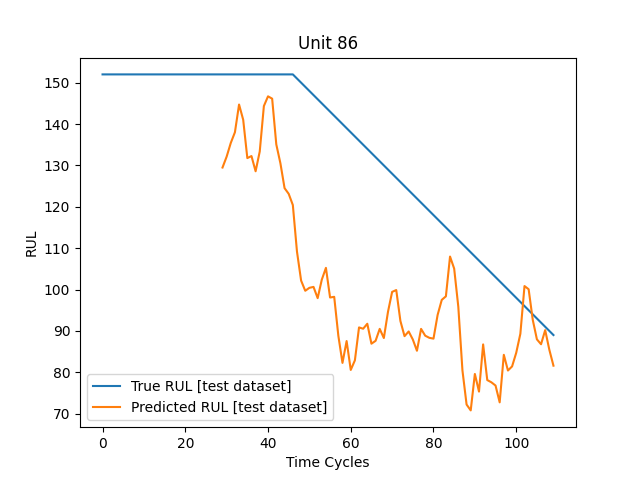 Unit 86
150
140
130
120
110
100
90
80
70
RUL
True RUL [test dataset]
Predicted RUL [test dataset]
0 20 40 60 80 100
Time Cycles